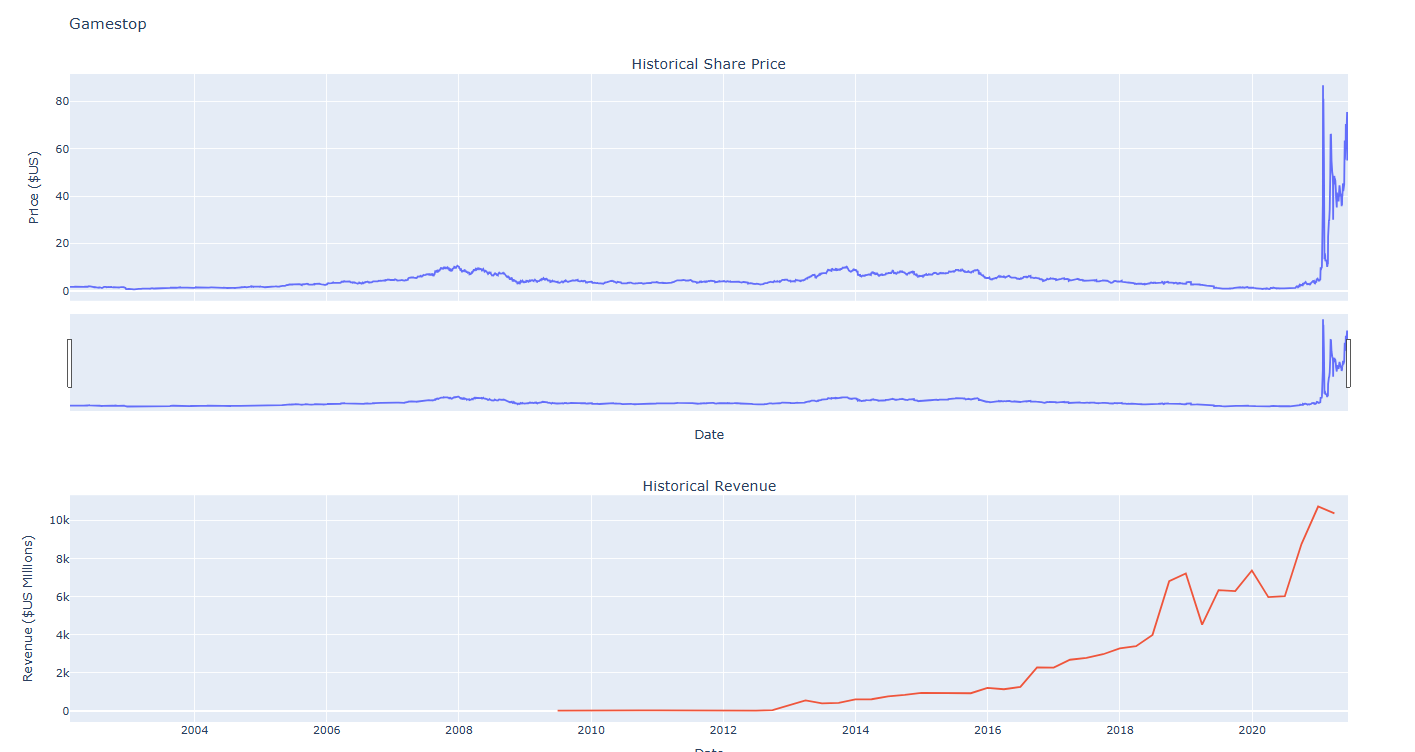 Gamestop
Historical Share Price
Price ($US)
80
60
40
20
0
Date
Historical Revenue
Revenue ($US Millions)
10k
8k
6k
4k
2k
0
2004 2006 2008 2010 2012 2014 2016 2018 2020
Date